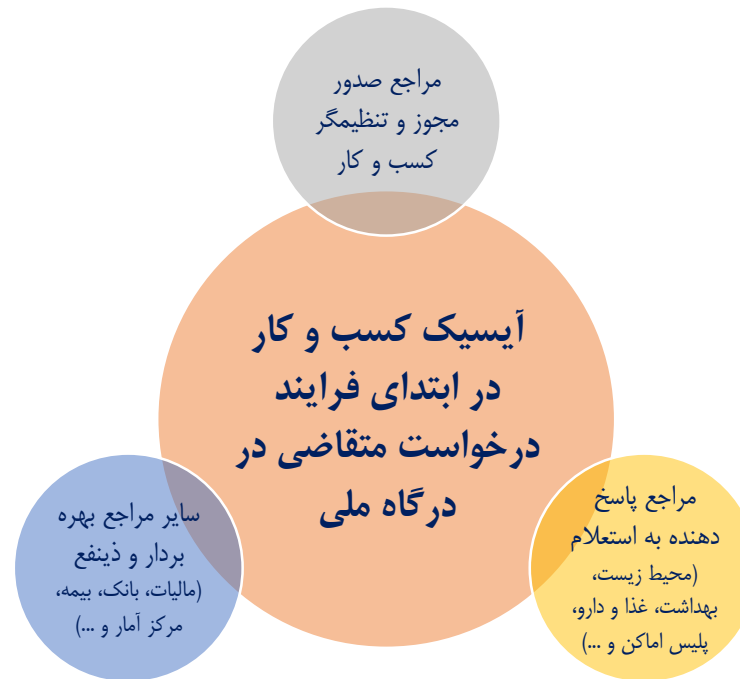 مراجع صدور
مجوز و تنظیمگر
کسب و کار
آیسیک کسب و کار
در ابتدای فرایند
درخواست متقاضی در
درگاه ملی
مراجع پاسخ
دهنده به استعلام
(محیط زیست،
بهداشت، غذا و دارو،
پلیس اماکن و ...)
سایر مراجع بهره
بردار و ذینفع
(مالیات، بانک، بیمه،
مرکز آمار و ...)